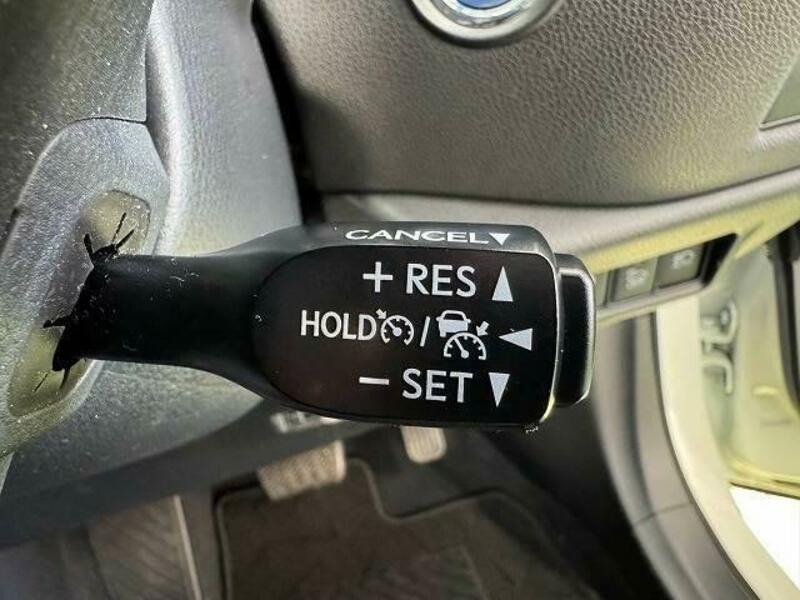 CANCEL▼
+ RES ▲
HOLD / ◀
− SET ▼